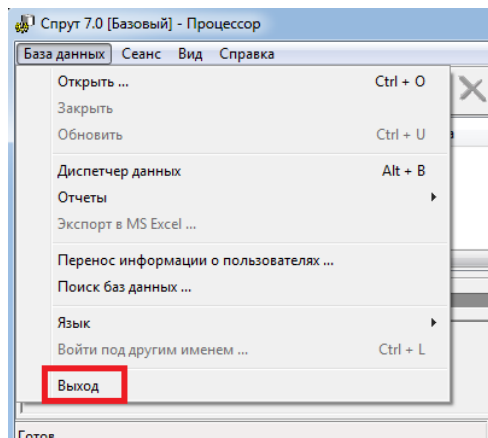 Спрут 7.0 [Базовый] - Процессор
База данных Сеанс Вид Справка
Открыть ... Ctrl + O
Закрыть
Обновить Ctrl + U
Диспетчер данных Alt + B
Отчеты
Экспорт в MS Excel ...
Перенос информации о пользователях ...
Поиск баз данных ...
Язык
Войти под другим именем ... Ctrl + L
Выход
Готов